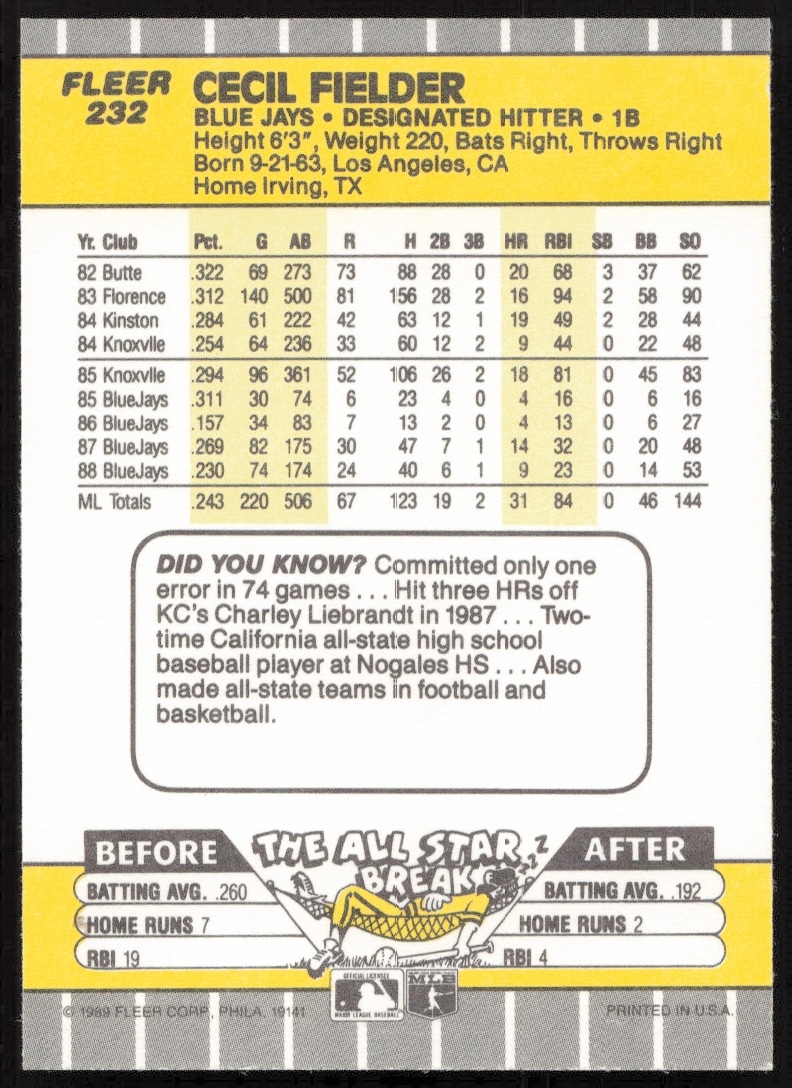 FLEER
232
CECIL FIELDER
BLUE JAYS • DESIGNATED HITTER • 1B
Height 6'3", Weight 220, Bats Right, Throws Right
Born 9-21-63, Los Angeles, CA
Home Irving, TX
Yr. Club Pct. G AB R H 2B 3B HR RBI SB BB SO
82 Butte .322 69 273 73 88 28 0 20 68 3 37 62
83 Florence .312 140 500 81 156 28 2 16 94 2 58 90
84 Kinston .284 61 222 42 63 12 1 19 49 2 28 44
84 Knoxvlle .254 64 236 33 60 12 2 9 44 0 22 48
85 Knoxvlle .294 96 361 52 106 26 2 18 81 0 45 83
85 BlueJays .311 30 74 6 23 4 0 4 16 0 6 16
86 BlueJays .157 34 83 7 13 2 0 4 13 0 6 27
87 BlueJays .269 82 175 30 47 7 1 14 32 0 20 48
88 BlueJays .230 74 174 24 40 6 1 9 23 0 14 53
ML Totals .243 220 506 67 123 19 2 31 84 0 46 144
DID YOU KNOW? Committed only one
error in 74 games . . . Hit three HRs off
KC's Charley Liebrandt in 1987 . . . Two-
time California all-state high school
baseball player at Nogales HS . . . Also
made all-state teams in football and
basketball.
THE ALL STAR
BREAK
Z Z Z Z
BEFORE
BATTING AVG. .260
HOME RUNS 7
RBI 19
AFTER
BATTING AVG. .192
HOME RUNS 2
RBI 4
OFFICIAL LICENSEE
MAJOR LEAGUE BASEBALL
MLB
© 1989 FLEER CORP., PHILA. 19141
PRINTED IN U.S.A.